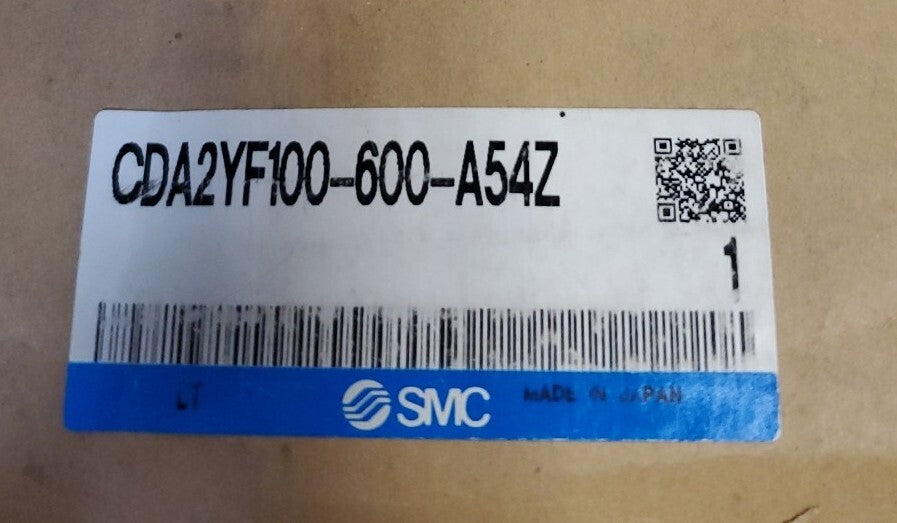 CDA2YF100-600-A54Z
1
LT
SMC
MADE IN JAPAN